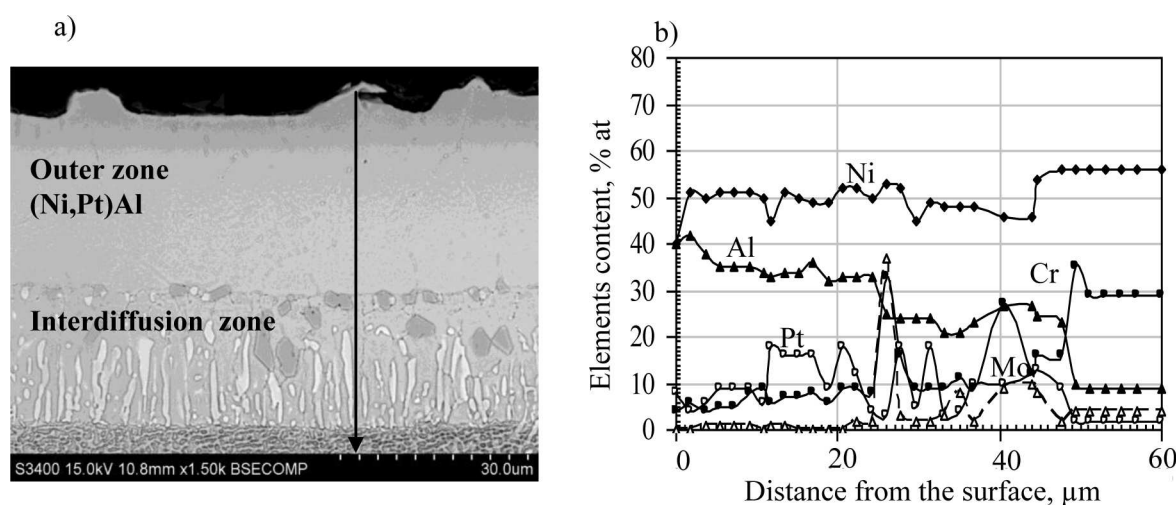 a)
Outer zone
(Ni,Pt)Al
Interdiffusion zone
S3400 15.0kV 10.8mm x1.50k BSECOMP
30.0um
b)
Elements content, % at
80
70
60
50
40
30
20
10
0
Ni
Al
Cr
Pt
Mo
0
20
40
60
Distance from the surface, µm